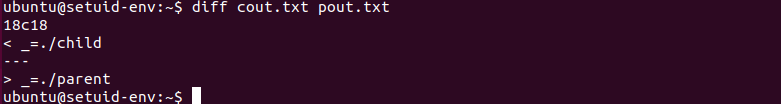 ubuntu@setuid-env:~$ diff cout.txt pout.txt
18c18
< _=./child
---
> _=./parent
ubuntu@setuid-env:~$